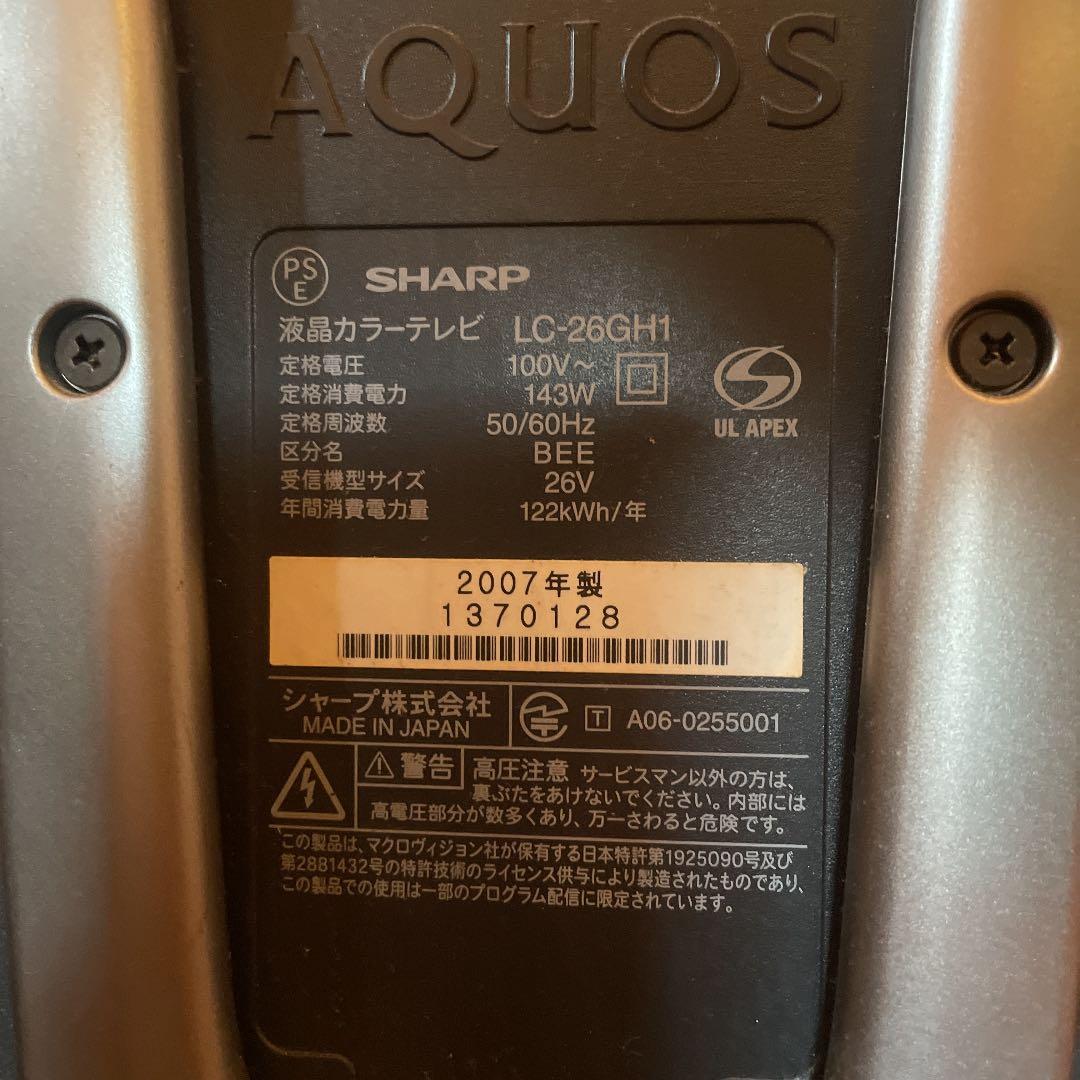 AQUOS
PSE SHARP
液晶カラーテレビ LC-26GH1
定格電圧 100V~
定格消費電力 143W
定格周波数 50/60Hz
区分名 BEE
受信機型サイズ 26V
年間消費電力量 122kWh/年
S
UL APEX
2007年製
1370128
シャープ株式会社
MADE IN JAPAN
T A06-0255001
警告 高圧注意 サービスマン以外の方は、
裏ぶたをあけないでください。内部には
高電圧部分が数多くあり、万一さわると危険です。
この製品は、マクロヴィジョン社が保有する日本特許第1925090号及び
第2881432号の特許技術のライセンス供与により製造されたものであり、
この製品での使用は一部のプログラム配信に限定されています。